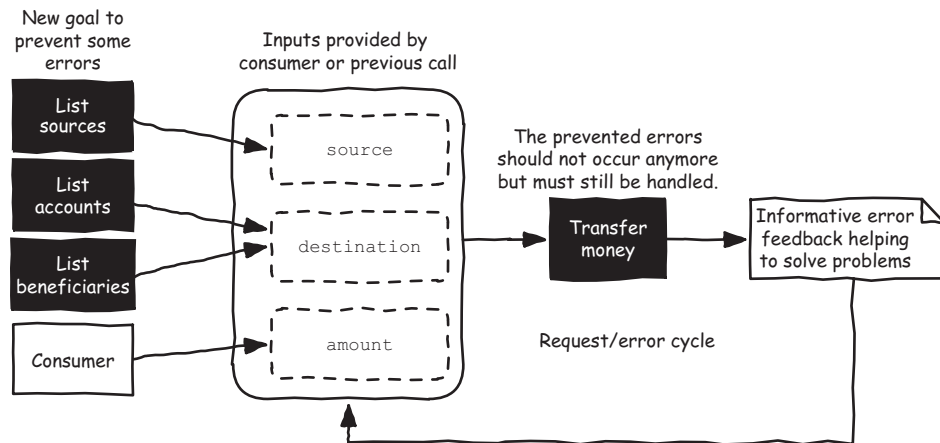 New goal to
prevent some
errors
List
sources
List
accounts
List
beneficiaries
Consumer
Inputs provided by
consumer or previous call
source
destination
amount
The prevented errors
should not occur anymore
but must still be handled.
Transfer
money
Informative error
feedback helping
to solve problems
Request/error cycle